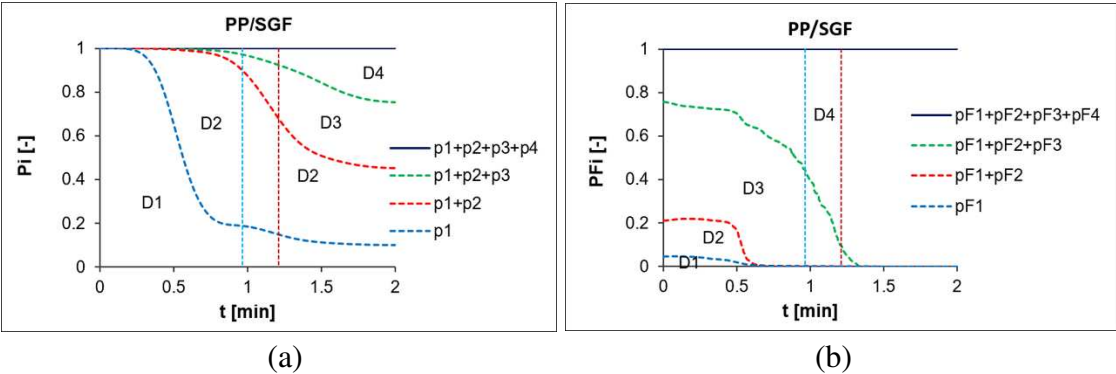 PP/SGF
1
0.8
0.6
0.4
0.2
0
Pi [-]
D1
D2
D3
D4
D2
p1+p2+p3+p4
p1+p2+p3
p1+p2
p1
0 0.5 1 1.5 2
t [min]
(a)
PP/SGF
1
0.8
0.6
0.4
0.2
0
PFi [-]
D4
D3
D2
D1
pF1+pF2+pF3+pF4
pF1+pF2+pF3
pF1+pF2
pF1
0 0.5 1 1.5 2
t [min]
(b)